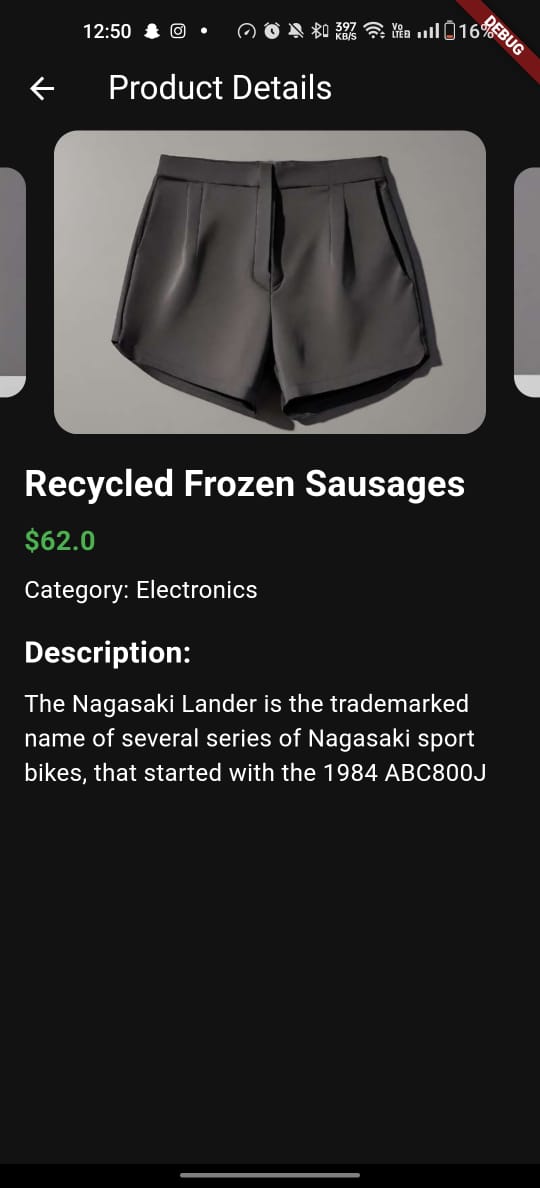 12:50 397 KB/S Vo LTE2 16%
DEBUG
Product Details
Recycled Frozen Sausages
$62.0
Category: Electronics
Description:
The Nagasaki Lander is the trademarked
name of several series of Nagasaki sport
bikes, that started with the 1984 ABC800J